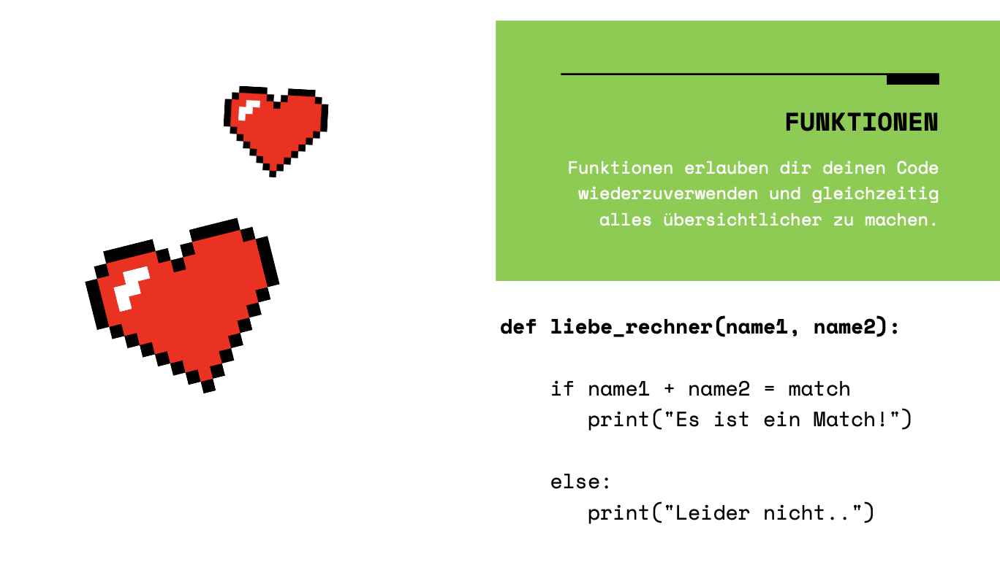 FUNKTIONEN
Funktionen erlauben dir deinen Code
wiederzuverwenden und gleichzeitig
alles übersichtlicher zu machen.
def liebe_rechner(name1, name2):
if name1 + name2 = match
print("Es ist ein Match!")
else:
print("Leider nicht..")